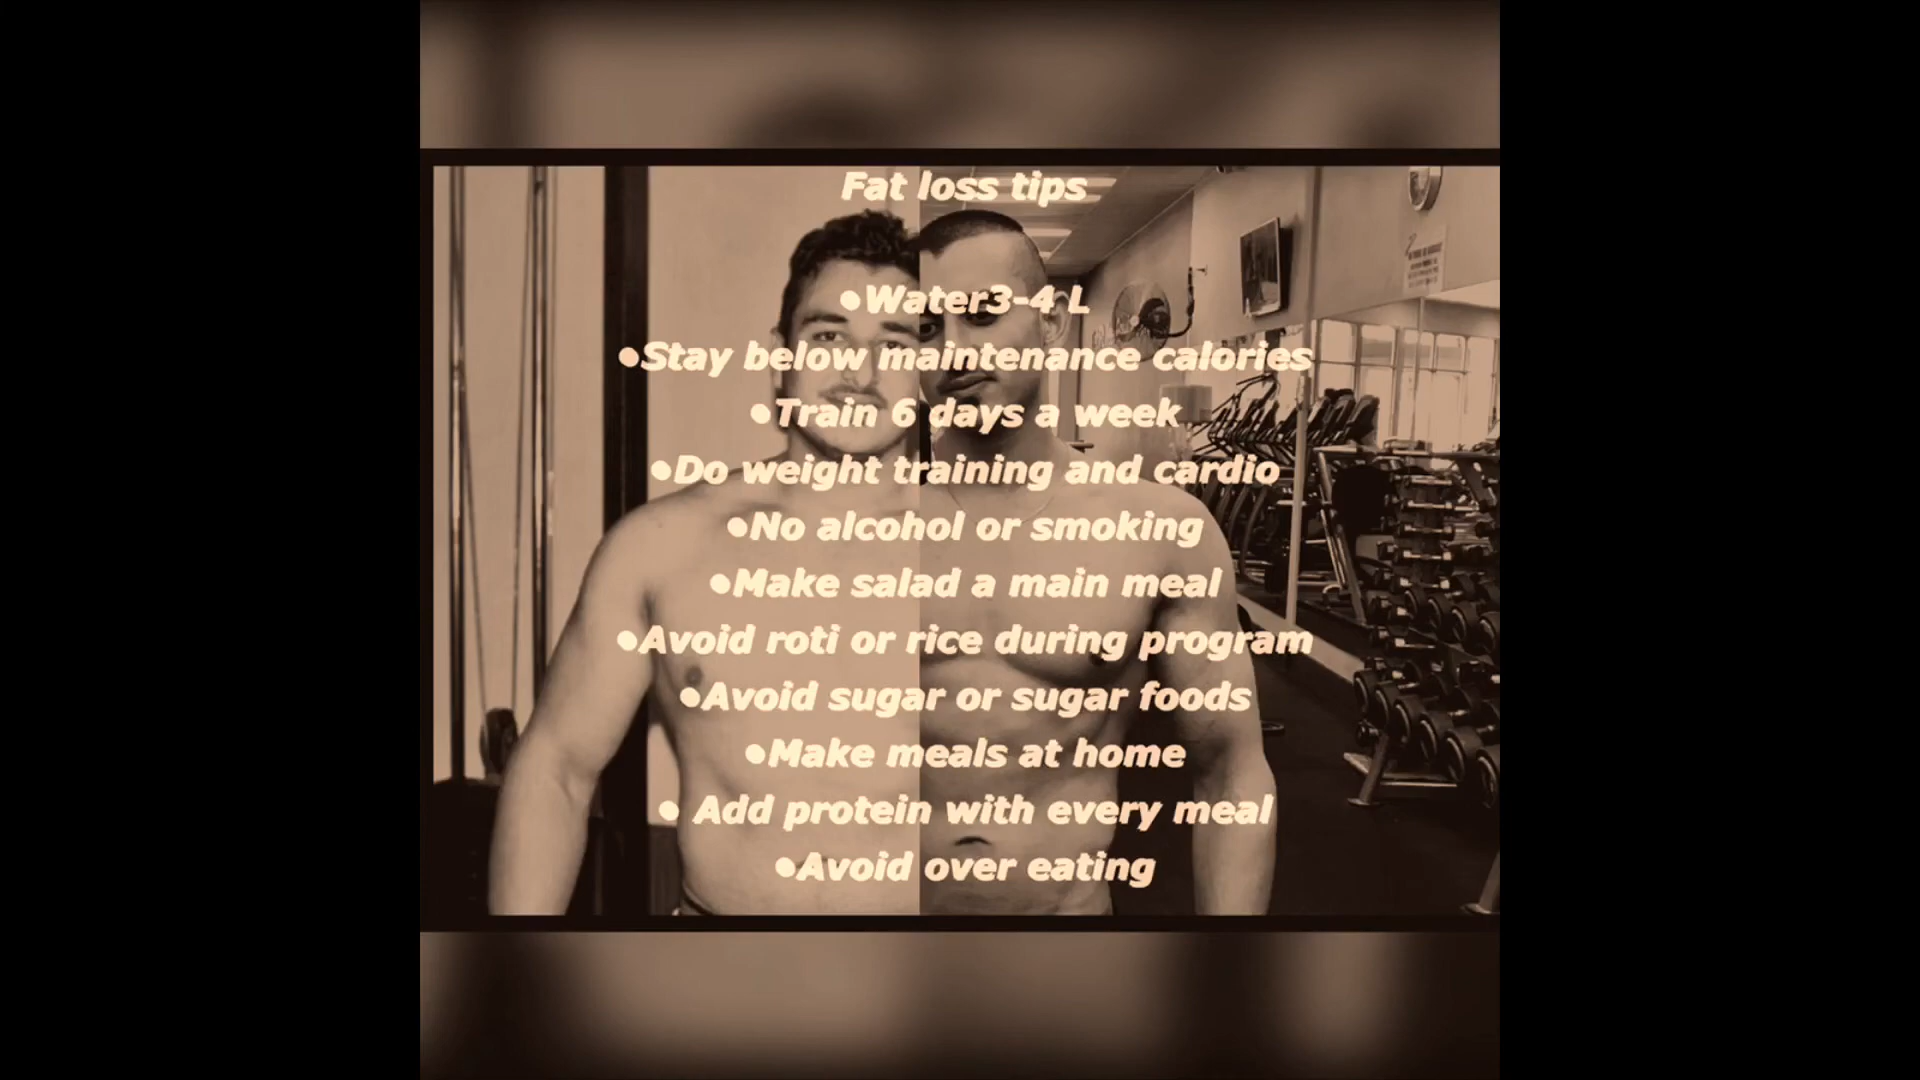 Fat loss tips
•Water3-4 L
•Stay below maintenance calories
•Train 6 days a week
•Do weight training and cardio
•No alcohol or smoking
•Make salad a main meal
•Avoid roti or rice during program
•Avoid sugar or sugar foods
•Make meals at home
• Add protein with every meal
•Avoid over eating